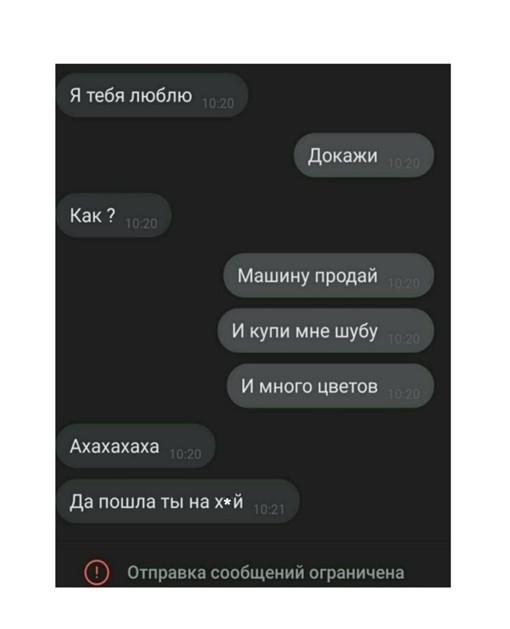 Я тебя люблю 10:20
Докажи 10:20
Как ? 10:20
Машину продай 10:20
И купи мне шубу 10:20
И много цветов 10:20
Ахахахаха 10:20
Да пошла ты на х*й 10:21
! Отправка сообщений ограничена